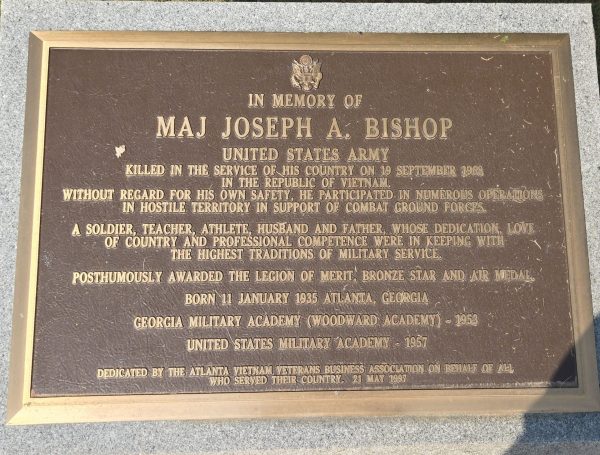 IN MEMORY OF
MAJ JOSEPH A. BISHOP
UNITED STATES ARMY
KILLED IN THE SERVICE OF HIS COUNTRY ON 19 SEPTEMBER 1968
IN THE REPUBLIC OF VIETNAM.
WITHOUT REGARD FOR HIS OWN SAFETY, HE PARTICIPATED IN NUMEROUS OPERATIONS
IN HOSTILE TERRITORY IN SUPPORT OF COMBAT GROUND FORCES.
A SOLDIER, TEACHER, ATHLETE, HUSBAND AND FATHER, WHOSE DEDICATION, LOVE
OF COUNTRY AND PROFESSIONAL COMPETENCE WERE IN KEEPING WITH
THE HIGHEST TRADITIONS OF MILITARY SERVICE.
POSTHUMOUSLY AWARDED THE LEGION OF MERIT, BRONZE STAR AND AIR MEDAL.
BORN 11 JANUARY 1935 ATLANTA, GEORGIA
GEORGIA MILITARY ACADEMY (WOODWARD ACADEMY) - 1953
UNITED STATES MILITARY ACADEMY - 1957
DEDICATED BY THE ATLANTA VIETNAM VETERANS BUSINESS ASSOCIATION ON BEHALF OF ALL
WHO SERVED THEIR COUNTRY. 21 MAY 1997